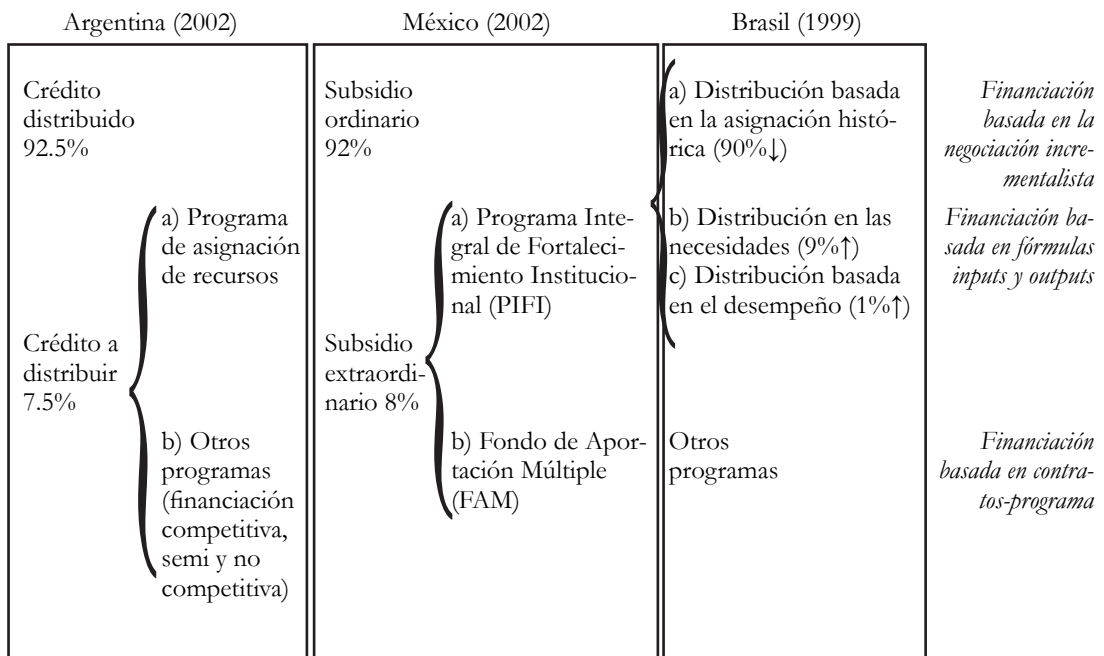 Argentina (2002)
México (2002)
Brasil (1999)
Crédito
distribuido
92.5%
a) Programa
de asignación
de recursos
Crédito a
distribuir
7.5%
b) Otros
programas
(financiación
competitiva,
semi y no
competitiva)
Subsidio
ordinario
92%
a) Programa Inte-
gral de Fortaleci-
miento Institucio-
nal (PIFI)
Subsidio
extraordi-
nario 8%
b) Fondo de Apor-
tación Múltiple
(FAM)
a) Distribución basada
en la asignación histó-
rica (90%↓)
b) Distribución en las
necesidades (9%↑)
c) Distribución basada
en el desempeño (1%↑)
Otros
programas
Financiación
basada en la
negociación incre-
mentalista
Financiación ba-
sada en fórmulas
inputs y outputs
Financiación
basada en contra-
tos-programa